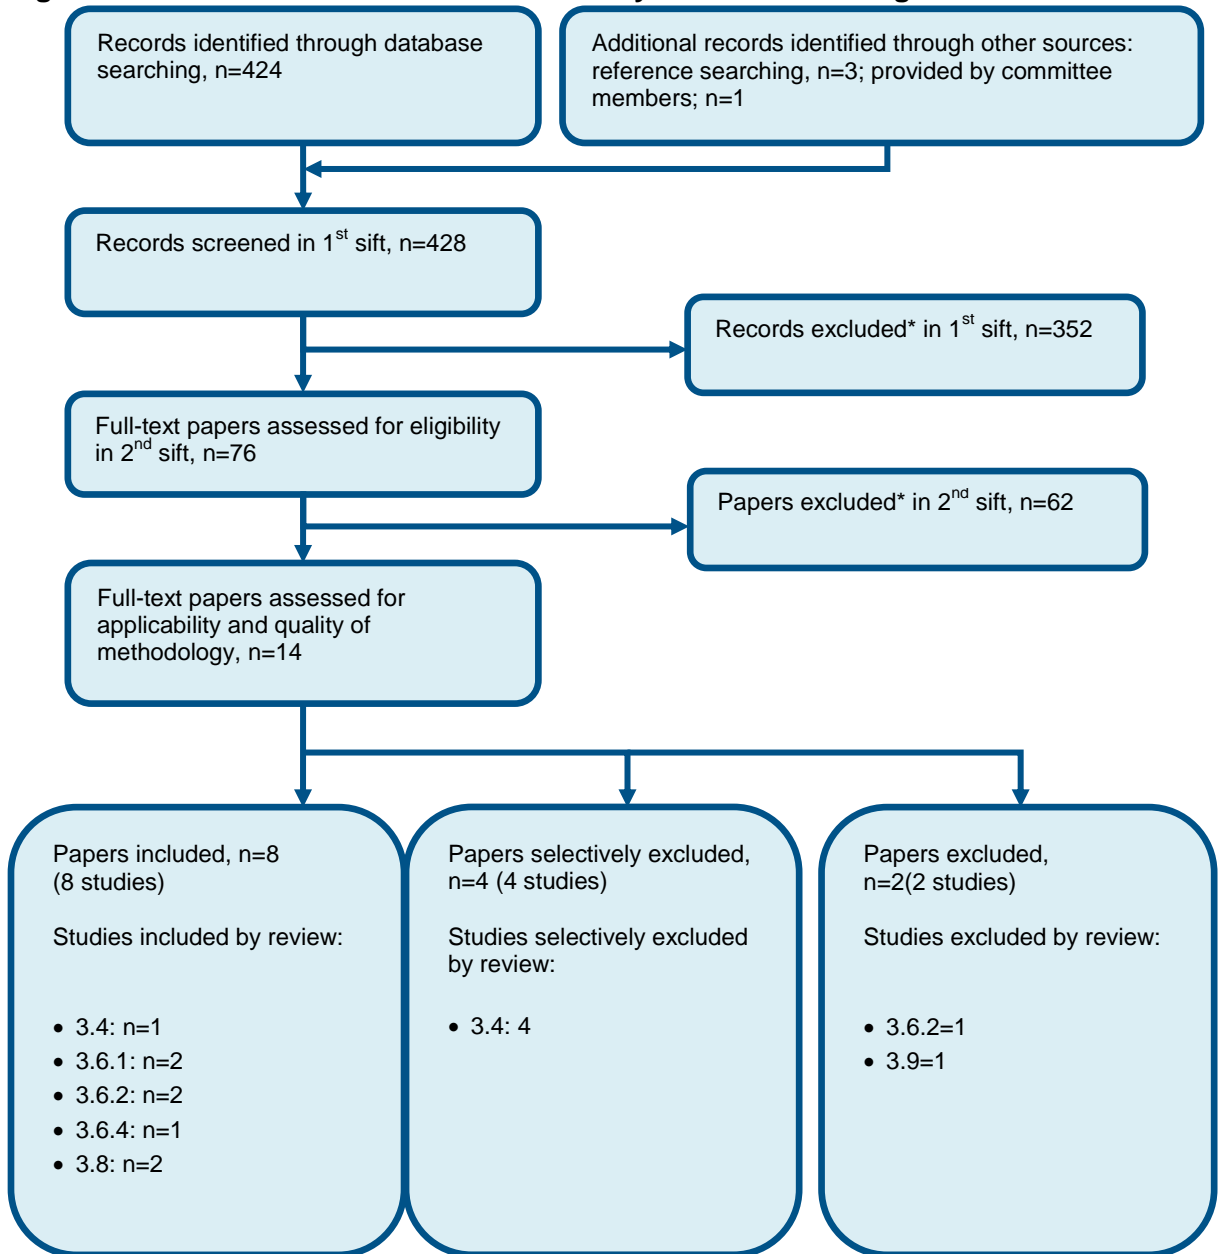 Records identified through database
searching, n=424
Additional records identified through other sources:
reference searching, n=3; provided by committee
members; n=1
Records screened in 1st sift, n=428
Records excluded* in 1st sift, n=352
Full-text papers assessed for eligibility
in 2nd sift, n=76
Papers excluded* in 2nd sift, n=62
Full-text papers assessed for
applicability and quality of
methodology, n=14
Papers included, n=8
(8 studies)
Studies included by review:
• 3.4: n=1
• 3.6.1: n=2
• 3.6.2: n=2
• 3.6.4: n=1
• 3.8: n=2
Papers selectively excluded,
n=4 (4 studies)
Studies selectively excluded
by review:
• 3.4: 4
Papers excluded,
n=2(2 studies)
Studies excluded by review:
• 3.6.2=1
• 3.9=1